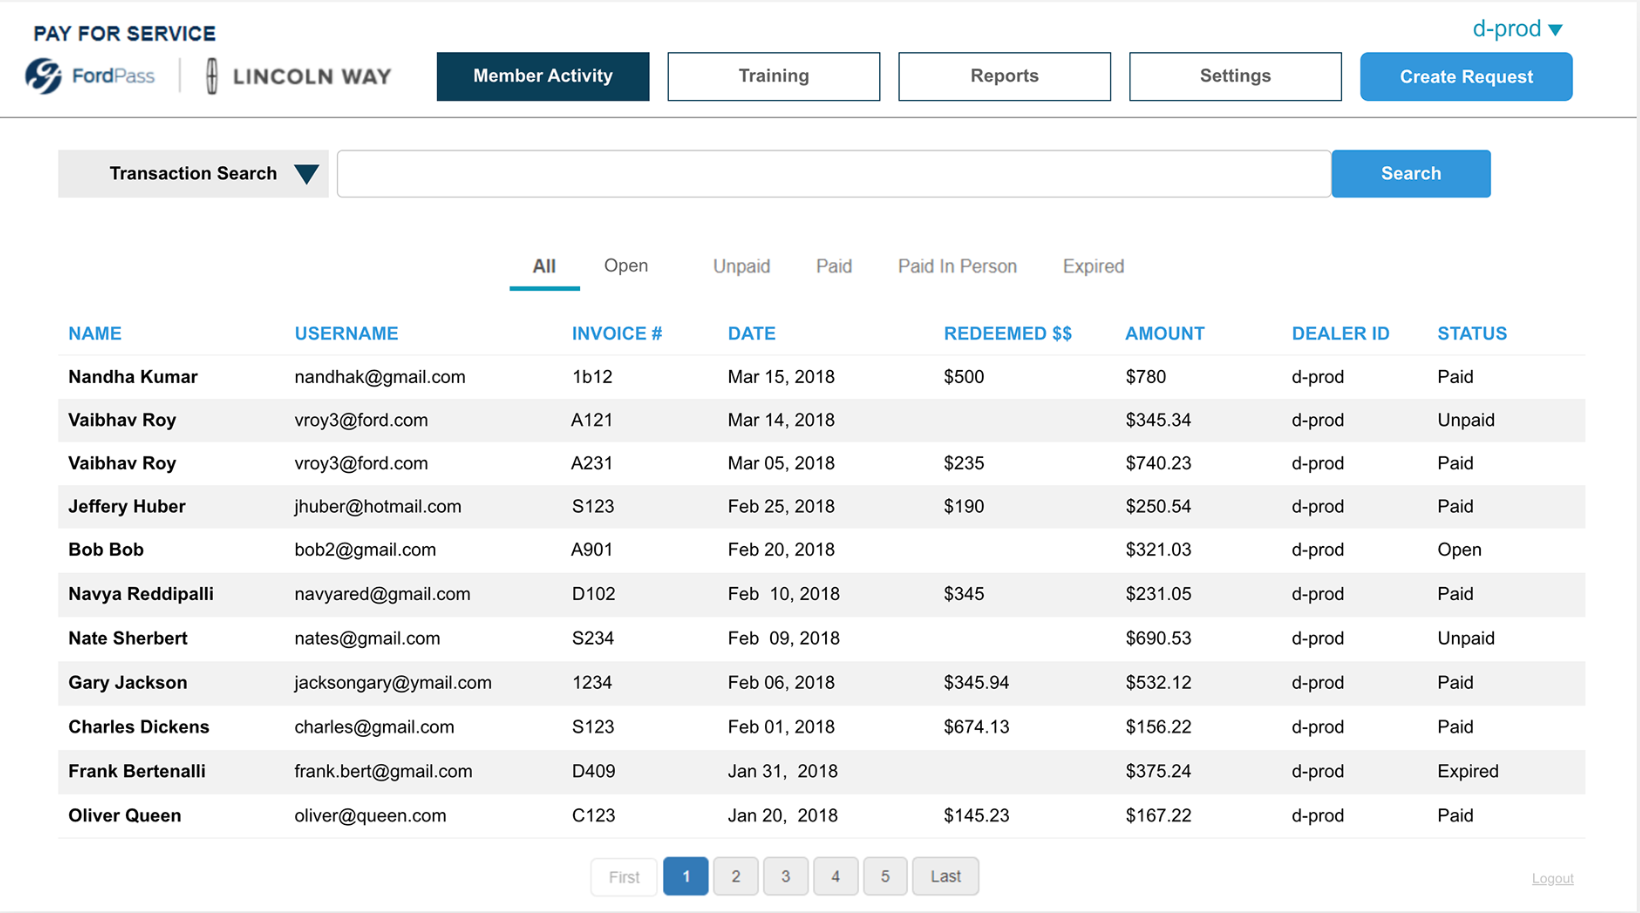 PAY FOR SERVICE
d-prod
FordPass LINCOLN WAY
Member Activity Training Reports Settings Create Request
Transaction Search Search
All Open Unpaid Paid Paid In Person Expired
NAME USERNAME INVOICE # DATE REDEEMED $$ AMOUNT DEALER ID STATUS
Nandha Kumar nandhak@gmail.com 1b12 Mar 15, 2018 $500 $780 d-prod Paid
Vaibhav Roy vroy3@ford.com A121 Mar 14, 2018 $345.34 d-prod Unpaid
Vaibhav Roy vroy3@ford.com A231 Mar 05, 2018 $235 $740.23 d-prod Paid
Jeffery Huber jhuber@hotmail.com S123 Feb 25, 2018 $190 $250.54 d-prod Paid
Bob Bob bob2@gmail.com A901 Feb 20, 2018 $321.03 d-prod Open
Navya Reddipalli navyared@gmail.com D102 Feb 10, 2018 $345 $231.05 d-prod Paid
Nate Sherbert nates@gmail.com S234 Feb 09, 2018 $690.53 d-prod Unpaid
Gary Jackson jacksongary@ymail.com 1234 Feb 06, 2018 $345.94 $532.12 d-prod Paid
Charles Dickens charles@gmail.com S123 Feb 01, 2018 $674.13 $156.22 d-prod Paid
Frank Bertenalli frank.bert@gmail.com D409 Jan 31, 2018 $375.24 d-prod Expired
Oliver Queen oliver@queen.com C123 Jan 20, 2018 $145.23 $167.22 d-prod Paid
First 1 2 3 4 5 Last Logout